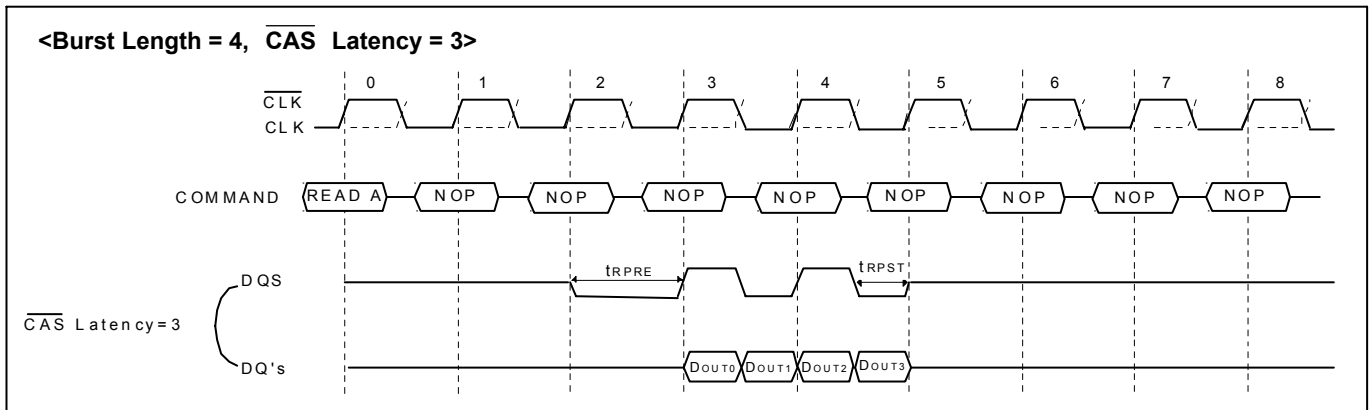 <Burst Length = 4, CAS Latency = 3>
0 1 2 3 4 5 6 7 8
CLK
CLK
COMMAND READ A NOP NOP NOP NOP NOP NOP NOP NOP
DQS tRPRE tRPST
CAS Latency=3
DQ's DOUT0 DOUT1 DOUT2 DOUT3